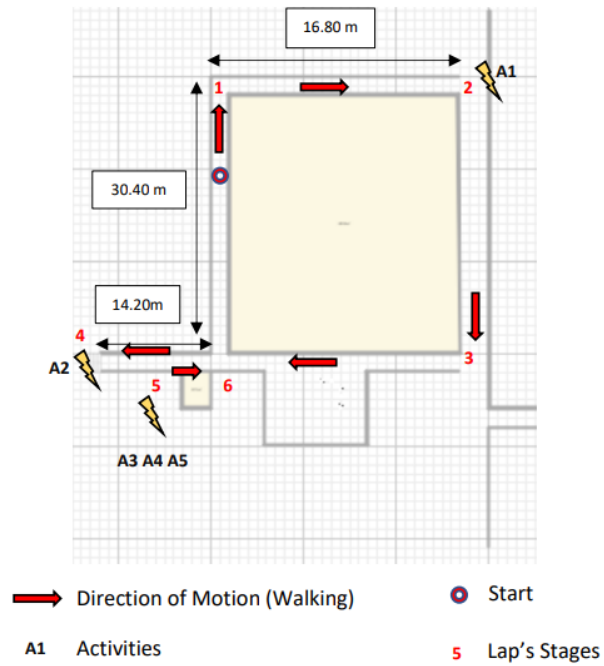 16.80 m
A1
1
2
30.40 m
14.20m
4
3
A2
5
6
A3 A4 A5
Direction of Motion (Walking)
Start
A1 Activities
5 Lap's Stages